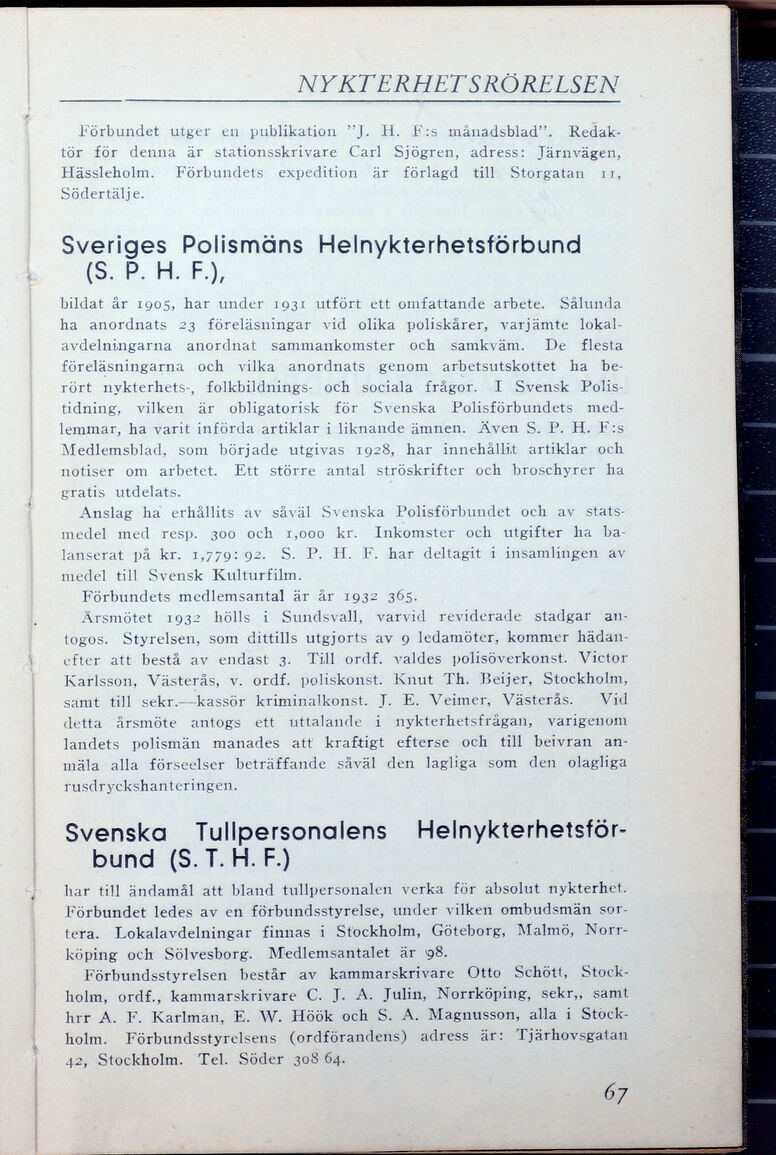 NYKTERHETSRÖRELSEN
Förbundet utger en publikation ”J. H. F:s månadsblad”. Redak-
tör för denna är stationsskrivare Carl Sjögren, adress: Järnvägen,
Hässleholm. Förbundets expedition är förlagd till Storgatan 11,
Södertälje.
Sveriges Polismäns Helnykterhetsförbund
(S. P. H. F.),
bildat år 1905, har under 1931 utfört ett omfattande arbete. Sålunda
ha anordnats 23 föreläsningar vid olika poliskårer, varjämte lokal-
avdelningarna anordnat sammankomster och samkväm. De flesta
föreläsningarna och vilka anordnats genom arbetsutskottet ha be-
rört nykterhets-, folkbildnings- och sociala frågor. I Svensk Polis-
tidning, vilken är obligatorisk för Svenska Polisförbundets med-
lemmar, ha varit införda artiklar i liknande ämnen. Även S. P. H. F:s
Medlemsblad, som började utgivas 1928, har innehållit artiklar och
notiser om arbetet. Ett större antal ströskrifter och broschyrer ha
gratis utdelats.
Anslag ha erhållits av såväl Svenska Polisförbundet och av stats-
medel med resp. 300 och 1,000 kr. Inkomster och utgifter ha ba-
lanserat på kr. 1,779: 92. S. P. H. F. har deltagit i insamlingen av
medel till Svensk Kulturfilm.
Förbundets medlemsantal är år 1932 365.
Årsmötet 1932 hölls i Sundsvall, varvid reviderade stadgar an-
togos. Styrelsen, som dittills utgjorts av 9 ledamöter, kommer hädan-
efter att bestå av endast 3. Till ordf. valdes polisöverkonst. Victor
Karlsson, Västerås, v. ordf. poliskonst. Knut Th. Beijer, Stockholm,
samt till sekr.—kassör kriminalkonst. J. E. Veimer, Västerås. Vid
detta årsmöte antogs ett uttalande i nykterhetsfrågan, varigenom
landets polismän manades att kraftigt efterse och till beivran an-
mäla alla förseelser beträffande såväl den lagliga som den olagliga
rusdryckshanteringen.
Svenska Tullpersonalens Helnykterhetsför-
bund (S. T. H. F.)
har till ändamål att bland tullpersonalen verka för absolut nykterhet.
Förbundet ledes av en förbundsstyrelse, under vilken ombudsmän sor-
tera. Lokalavdelningar finnas i Stockholm, Göteborg, Malmö, Norr-
köping och Sölvesborg. Medlemsantalet är 98.
Förbundsstyrelsen består av kammarskrivare Otto Schött, Stock-
holm, ordf., kammarskrivare C. J. A. Julin, Norrköping, sekr,, samt
hrr A. F. Karlman, E. W. Höök och S. A. Magnusson, alla i Stock-
holm. Förbundsstyrelsens (ordförandens) adress är: Tjärhovsgatan
42, Stockholm. Tel. Söder 308 64.
67